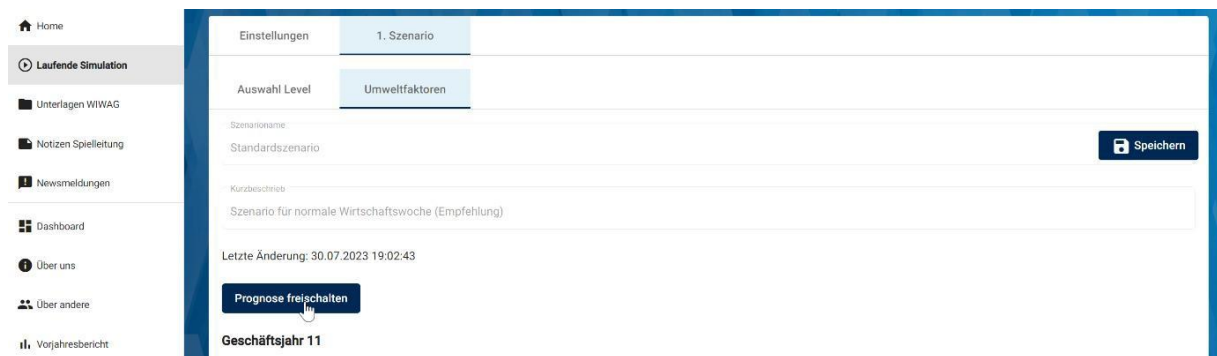 Home
Laufende Simulation
Unterlagen WIWAG
Notizen Spielleitung
Newsmeldungen
Dashboard
Über uns
Über andere
Vorjahresbericht
Einstellungen
1. Szenario
Auswahl Level
Umweltfaktoren
Szenarioname
Standardszenario
Speichern
Kurzbeschrieb
Szenario für normale Wirtschaftswoche (Empfehlung)
Letzte Änderung: 30.07.2023 19:02:43
Prognose freischalten
Geschäftsjahr 11